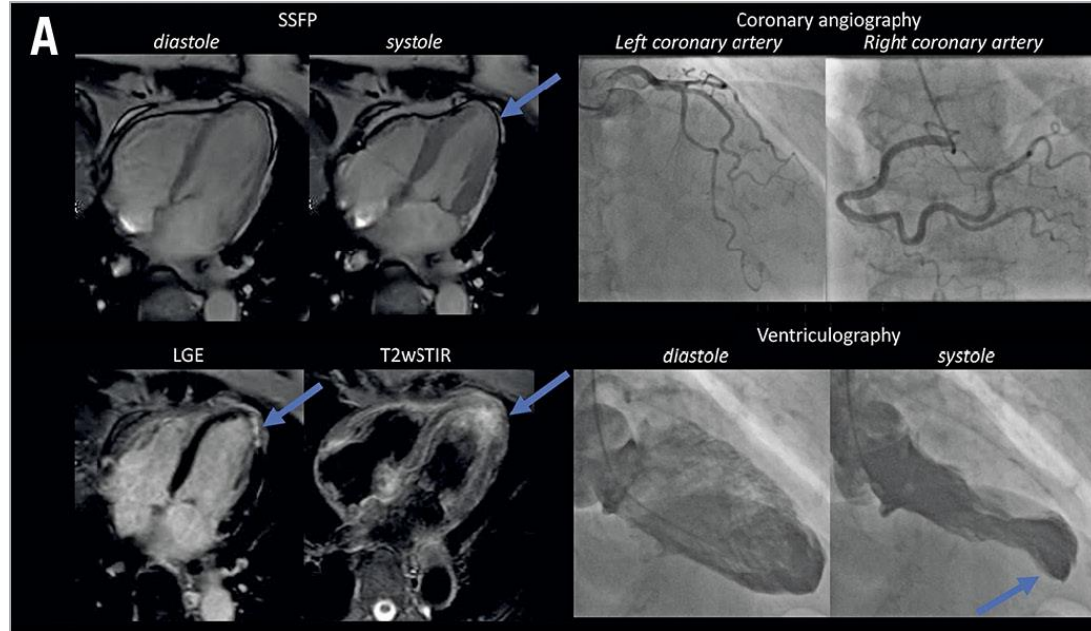 A
SSFP
diastole systole
Coronary angiography
Left coronary artery Right coronary artery
LGE T2wSTIR
Ventriculography
diastole systole